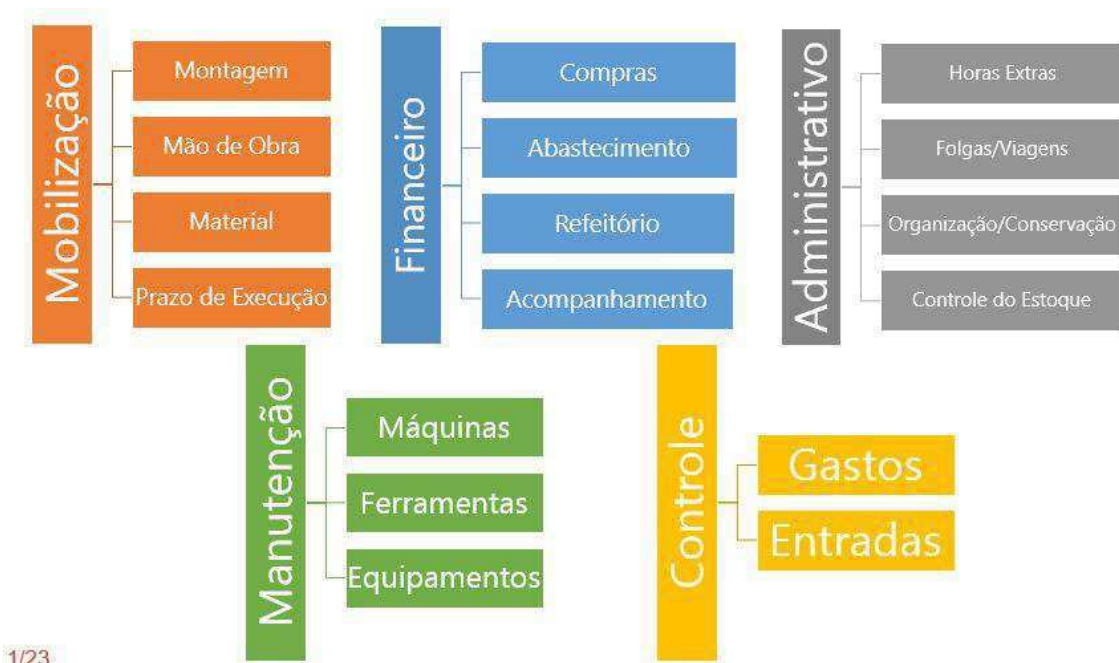 Mobilização
Montagem
Mão de Obra
Material
Prazo de Execução
Financeiro
Compras
Abastecimento
Refeitório
Acompanhamento
Administrativo
Horas Extras
Folgas/Viagens
Organização/Conservação
Controle do Estoque
Manutenção
Máquinas
Ferramentas
Equipamentos
Controle
Gastos
Entradas
1/23